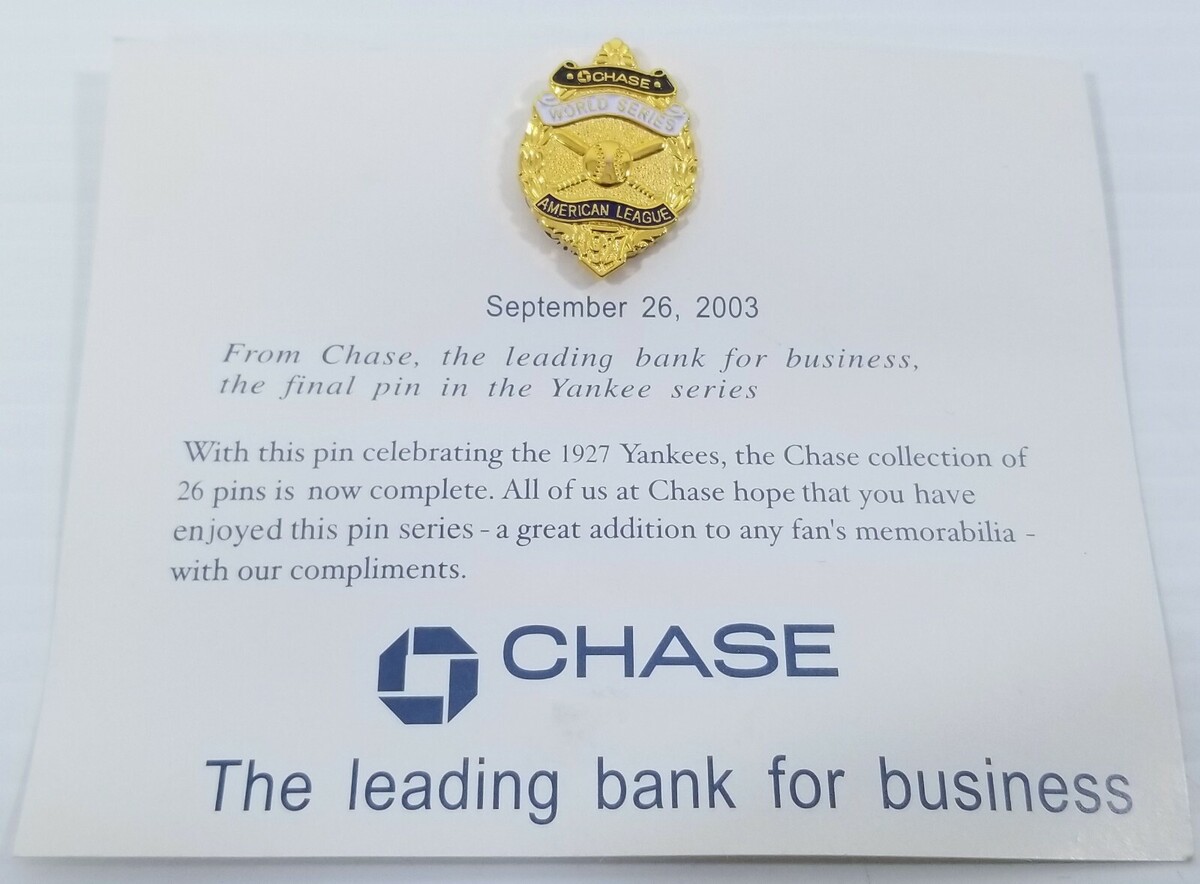 CHASE
WORLD SERIES
AMERICAN LEAGUE
1927
September 26, 2003
From Chase, the leading bank for business,
the final pin in the Yankee series
With this pin celebrating the 1927 Yankees, the Chase collection of
26 pins is now complete. All of us at Chase hope that you have
enjoyed this pin series - a great addition to any fan's memorabilia -
with our compliments.
CHASE
The leading bank for business